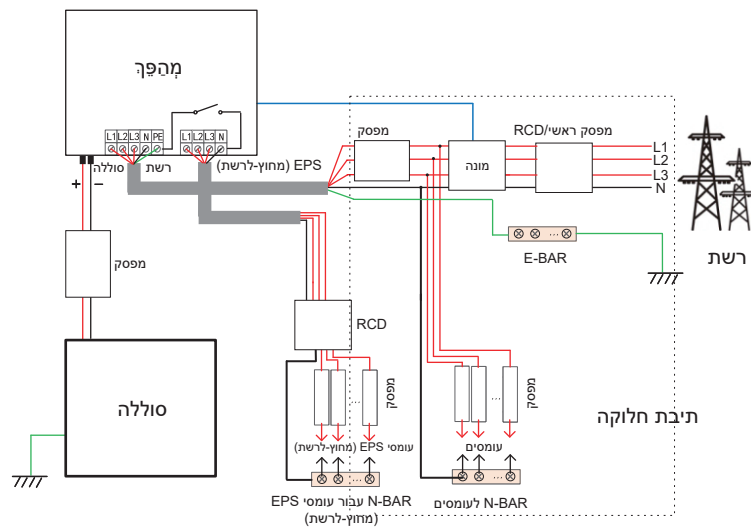 מְהַפֵּךְ
L1 L2 L3 N PE
L1 L2 L3 N
סוללה
רשת
EPS (מחוץ-לרשת)
+
–
מפסק
סוללה
מפסק
מונה
מפסק ראשי/RCD
L1
L2
L3
N
רשת
E-BAR
RCD
...
מפסק
...
מפסק
תיבת חלוקה
עומסי EPS (מחוץ-לרשת)
עומסים
...
N-BAR עבור עומסי EPS
(מחוץ-לרשת)
...
N-BAR לעומסים